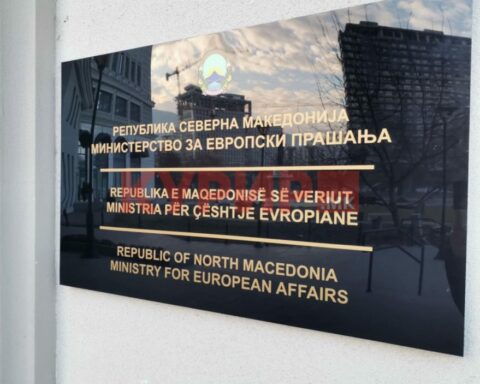 РЕПУБЛИКА СЕВЕРНА МАКЕДОНИЈА
МИНИСТЕРСТВО ЗА ЕВРОПСКИ ПРАШАЊА
REPUBLIKA E MAQEDONISË SË VERIUT
MINISTRIA PËR ÇËSHTJE EVROPIANE
REPUBLIC OF NORTH MACEDONIA
MINISTRY FOR EUROPEAN AFFAIRS